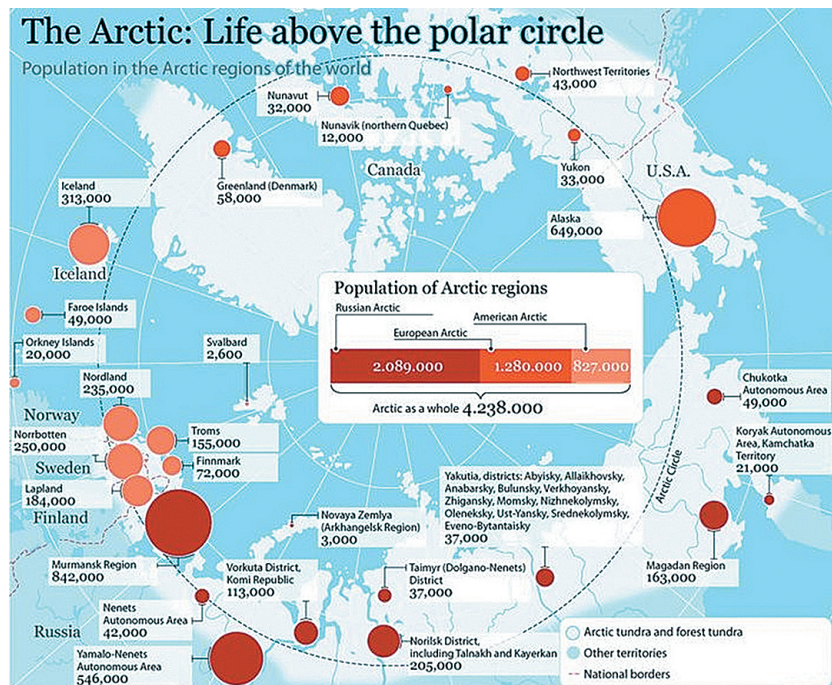 The Arctic: Life above the polar circle
Population in the Arctic regions of the world
Northwest Territories
43,000
Nunavut
32,000
Nunavik (northern Quebec)
12,000
Canada
Yukon
33,000
U.S.A.
Greenland (Denmark)
58,000
Iceland
313,000
Alaska
649,000
Iceland
Population of Arctic regions
Russian Arctic
American Arctic
European Arctic
2.089.000
1.280.000
827.000
Arctic as a whole 4.238.000
Faroe Islands
49,000
Orkney Islands
20,000
Svalbard
2,600
Nordland
235,000
Norway
Norrbotten
250,000
Troms
155,000
Sweden
Finnmark
72,000
Lapland
184,000
Finland
Chukotka
Autonomous Area
49,000
Koryak Autonomous
Area, Kamchatka
Territory
21,000
Arctic Circle
Yakutia, districts: Abyisky, Allaikhovsky,
Anabarsky, Bulunsky, Verkhoyansky,
Zhigansky, Momsky, Nizhnekolymsky,
Oleneksky, Ust-Yansky, Srednekolymsky,
Eveno-Bytantaisky
37,000
Novaya Zemlya
(Arkhangelsk Region)
3,000
Murmansk Region
842,000
Vorkuta District,
Komi Republic
113,000
Taimyr (Dolgano-Nenets)
District
37,000
Magadan Region
163,000
Nenets
Autonomous Area
42,000
Russia
Yamalo-Nenets
Autonomous Area
546,000
Norilsk District,
including Talnakh and Kayerkan
205,000
Arctic tundra and forest tundra
Other territories
National borders